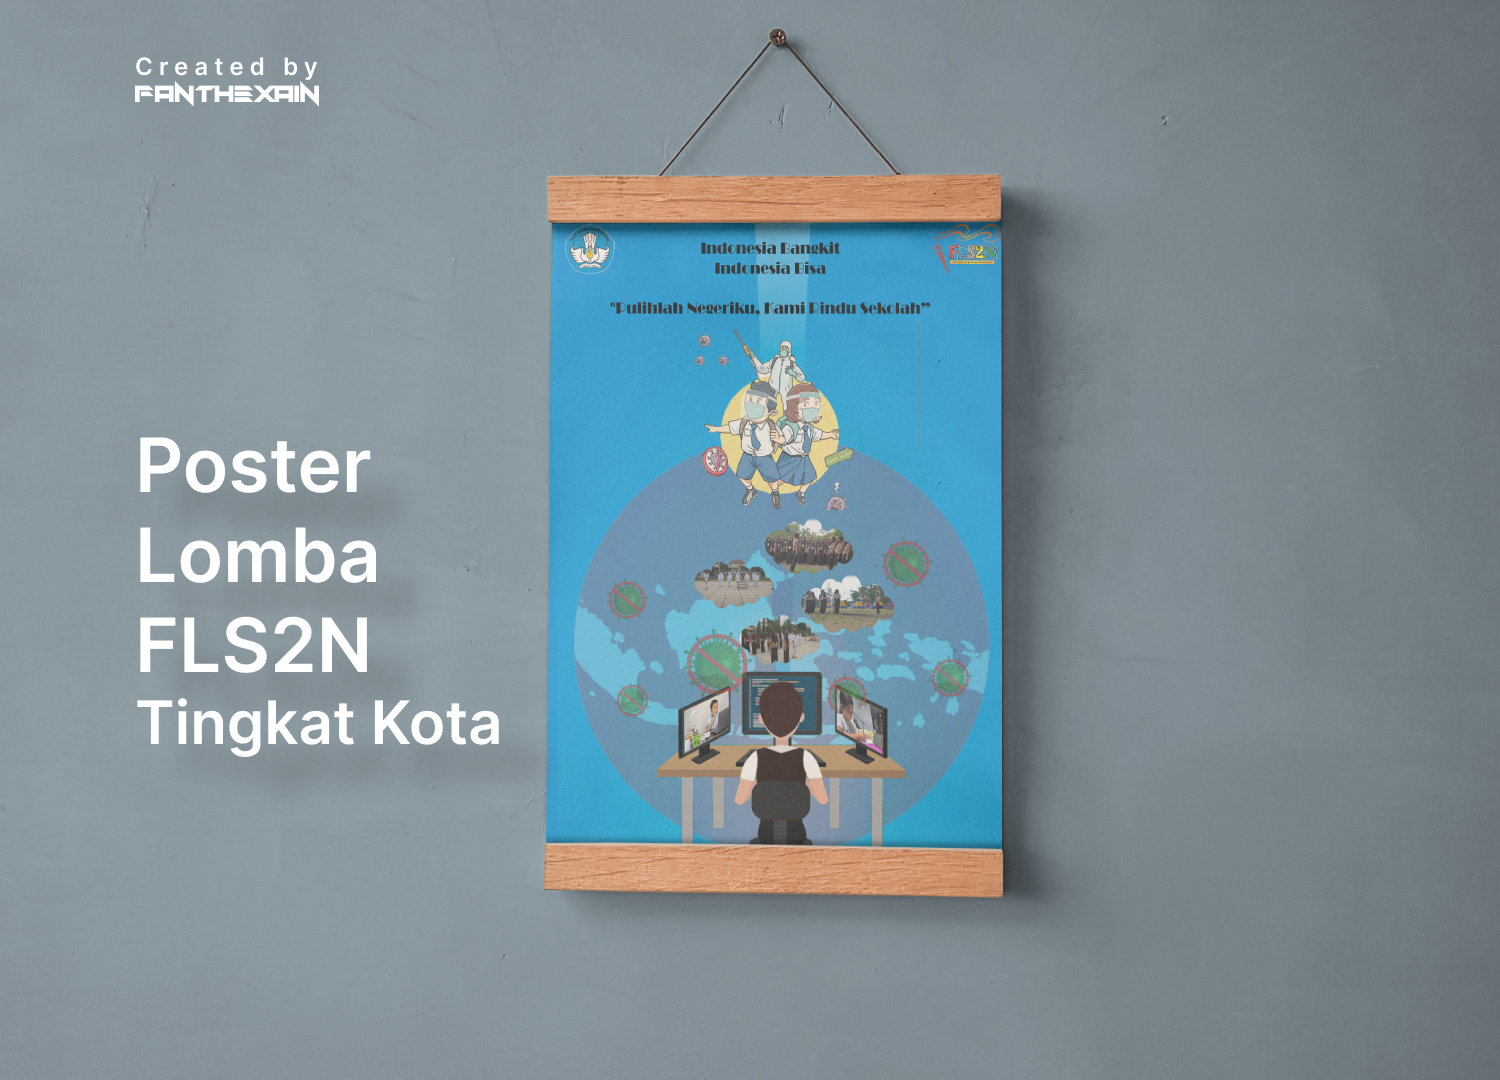 Created by
FANTHEXAIN
Poster
Lomba
FLS2N
Tingkat Kota
Indonesia Bangkit
Indonesia Bisa
"Pulihlah Negeriku, Kami Rindu Sekolah"
FLS2N